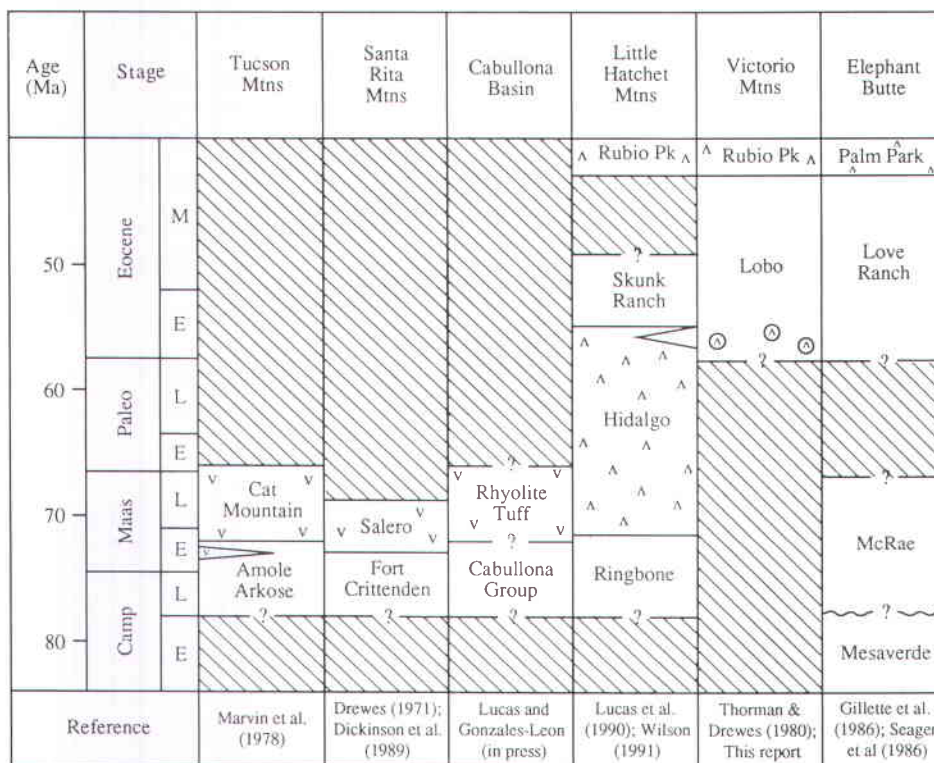 Age
(Ma)
Stage
Tucson
Mtns
Santa
Rita
Mtns
Cabullona
Basin
Little
Hatchet
Mtns
Victorio
Mtns
Elephant
Butte
50
60
70
80
Eocene
Paleo
Maas
Camp
M
E
L
E
L
E
L
E
Cat
Mountain
v
Amole
Arkose
?
Salero
Fort
Crittenden
?
?
Rhyolite
Tuff
?
Cabullona
Group
?
Rubio Pk
?
Skunk
Ranch
Hidalgo
Ringbone
?
Rubio Pk
Lobo
?
Palm Park
Love
Ranch
?
?
McRae
?
Mesaverde
Reference
Marvin et al.
(1978)
Drewes (1971);
Dickinson et al.
(1989)
Lucas and
Gonzales-Leon
(in press)
Lucas et al.
(1990); Wilson
(1991)
Thorman &
Drewes (1980);
This report
Gillette et al.
(1986); Seager
et al (1986)